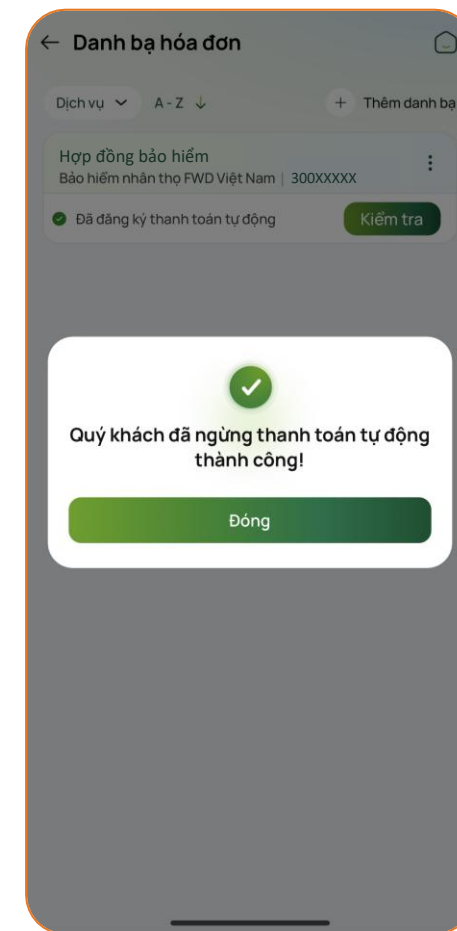 Danh bạ hóa đơn
Dịch vụ A - Z + Thêm danh bạ
Hợp đồng bảo hiểm
Bảo hiểm nhân thọ FWD Việt Nam | 300XXXXX
Đã đăng ký thanh toán tự động Kiểm tra
Quý khách đã ngừng thanh toán tự động
thành công!
Đóng